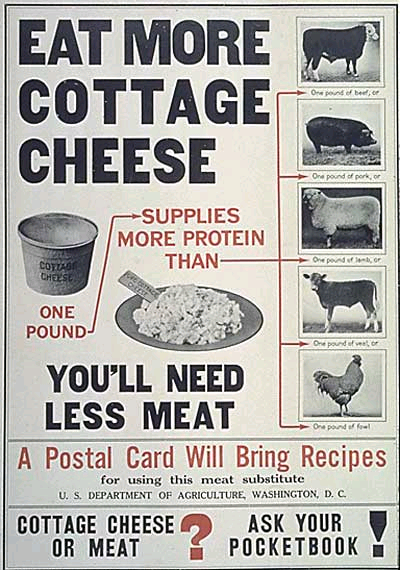 EAT MORE
COTTAGE
CHEESE
COTTAGE
CHEESE
ONE
POUND
SUPPLIES
MORE PROTEIN
THAN
One pound of beef, or
One pound of pork, or
One pound of lamb, or
One pound of veal, or
One pound of fowl
YOU'LL NEED
LESS MEAT
A Postal Card Will Bring Recipes
for using this meat substitute
U. S. DEPARTMENT OF AGRICULTURE, WASHINGTON, D. C.
COTTAGE CHEESE
OR MEAT
?
ASK YOUR
POCKETBOOK
!